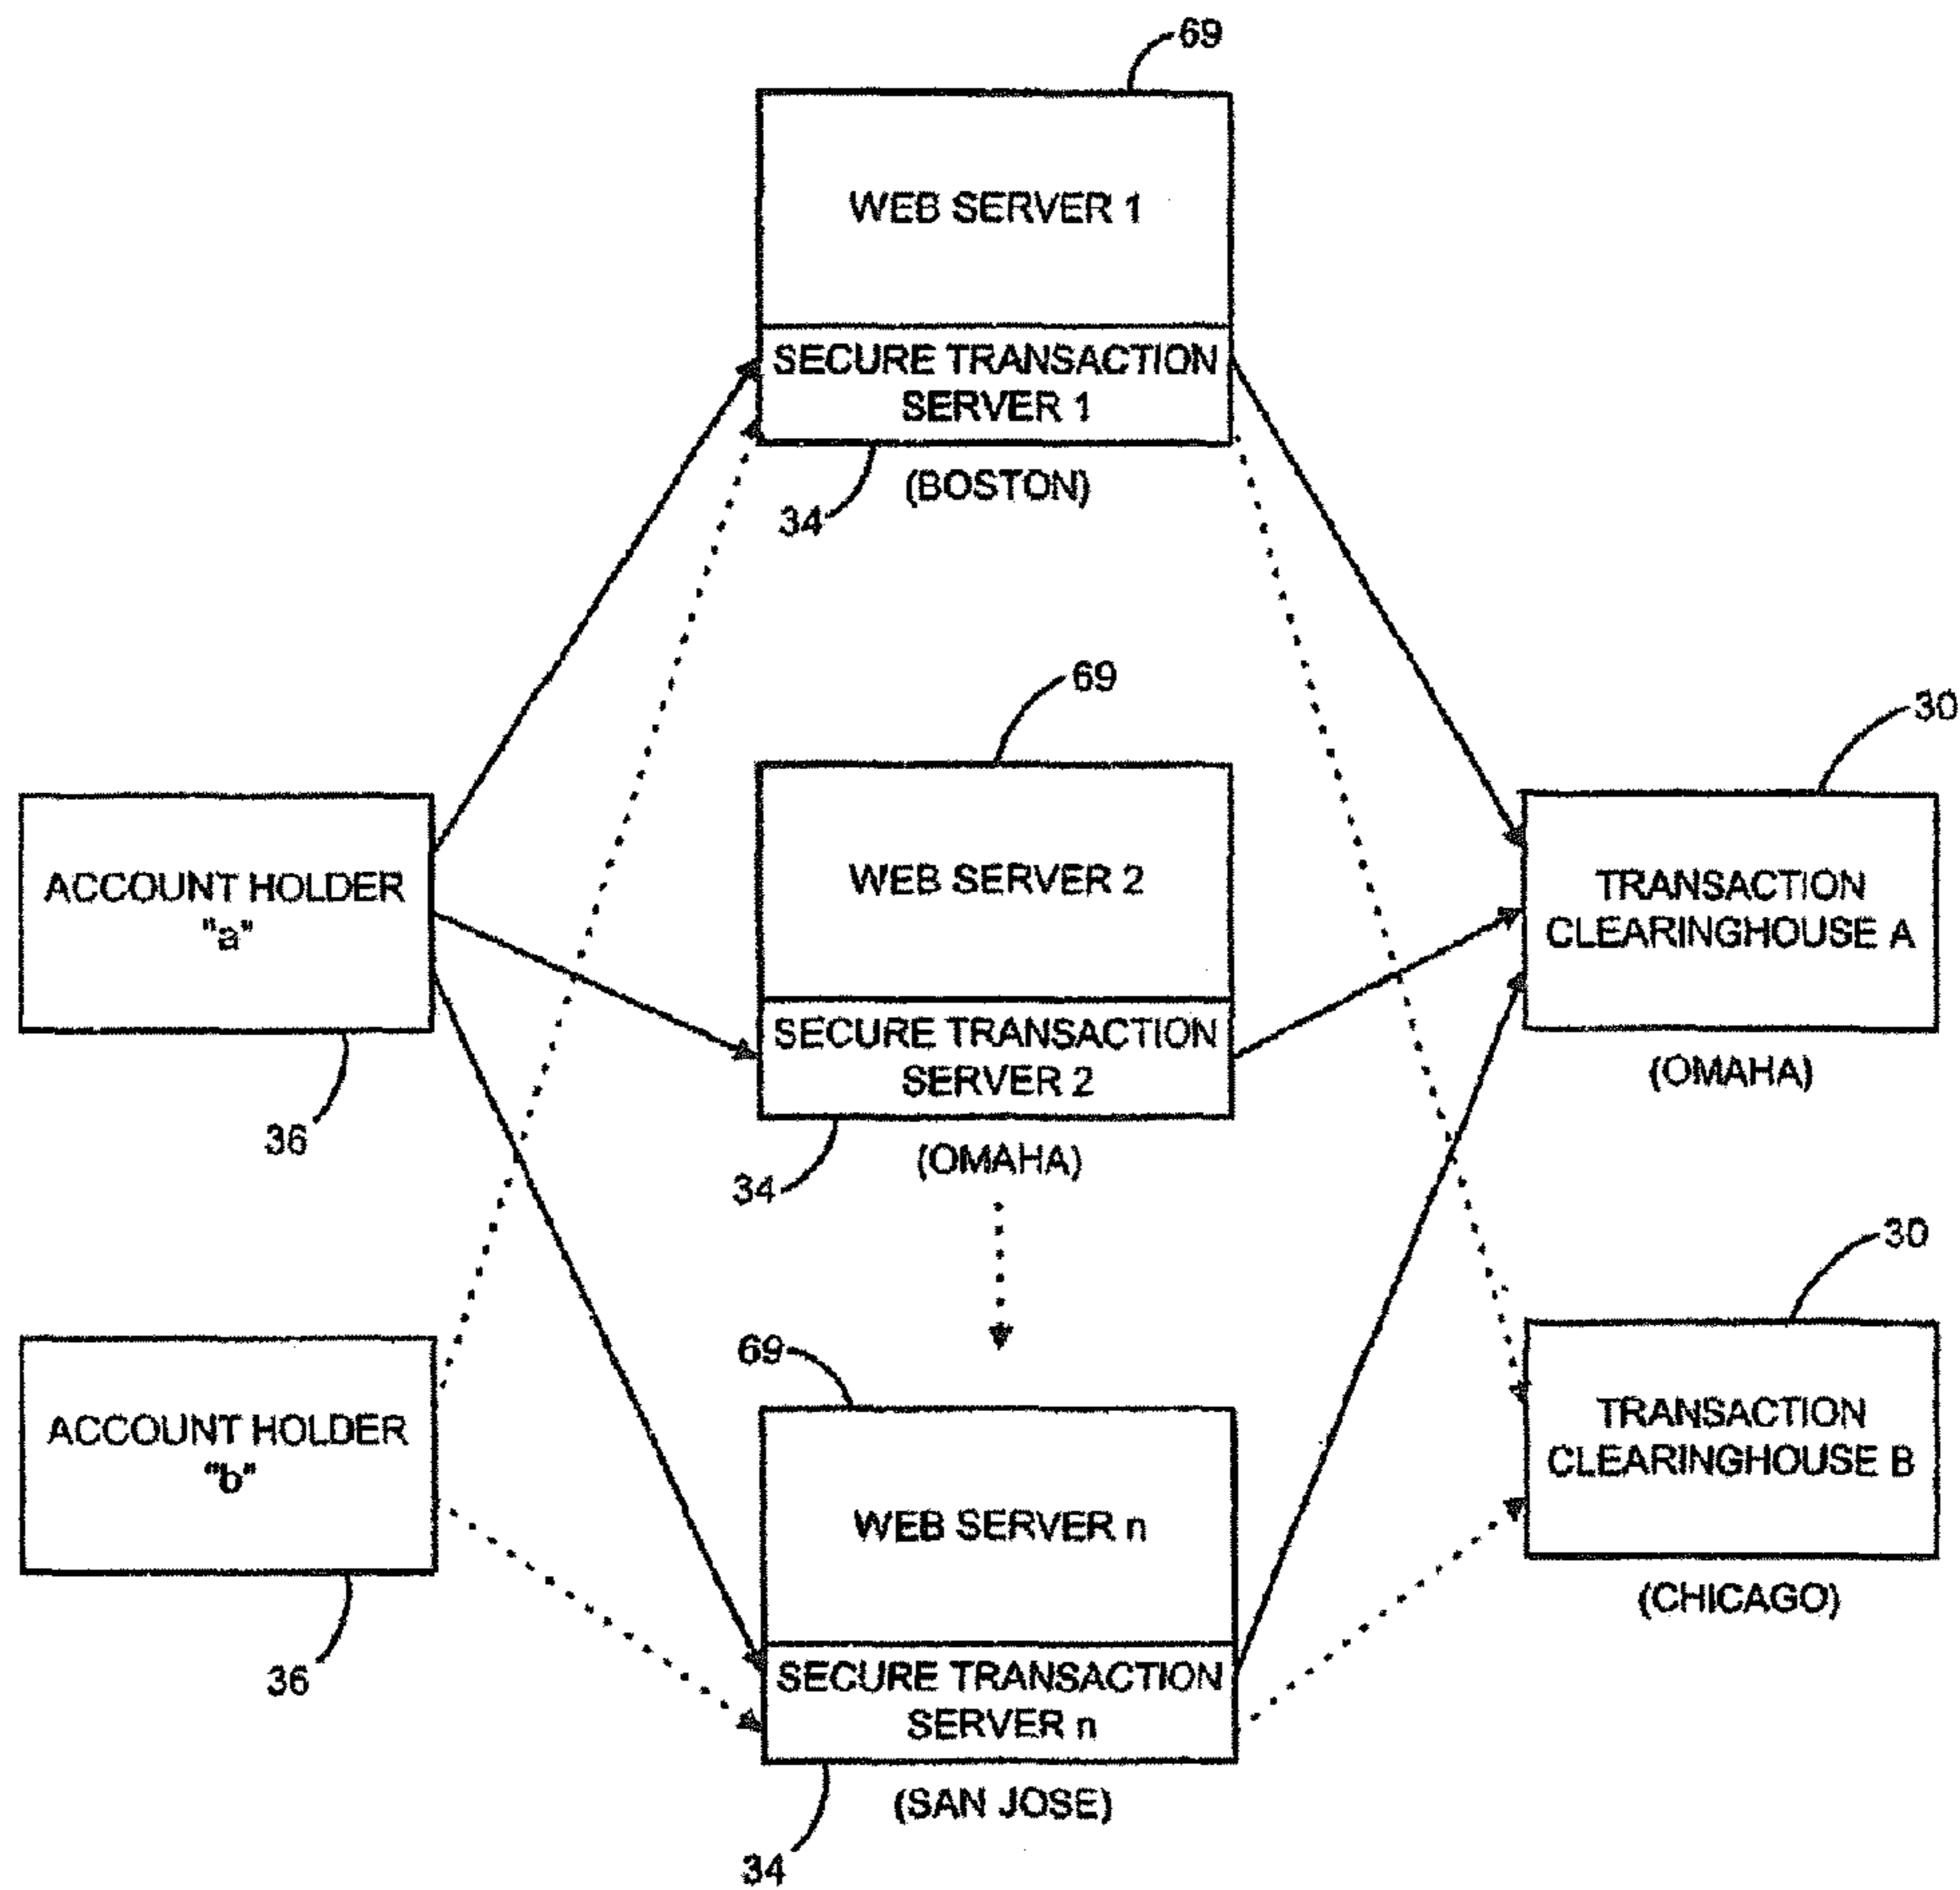 69
WEB SERVER 1
SECURE TRANSACTION
SERVER 1
34
(BOSTON)
69
WEB SERVER 2
SECURE TRANSACTION
SERVER 2
34
(OMAHA)
ACCOUNT HOLDER
"a"
36
30
TRANSACTION
CLEARINGHOUSE A
(OMAHA)
ACCOUNT HOLDER
"b"
36
69
WEB SERVER n
SECURE TRANSACTION
SERVER n
34
(SAN JOSE)
30
TRANSACTION
CLEARINGHOUSE B
(CHICAGO)